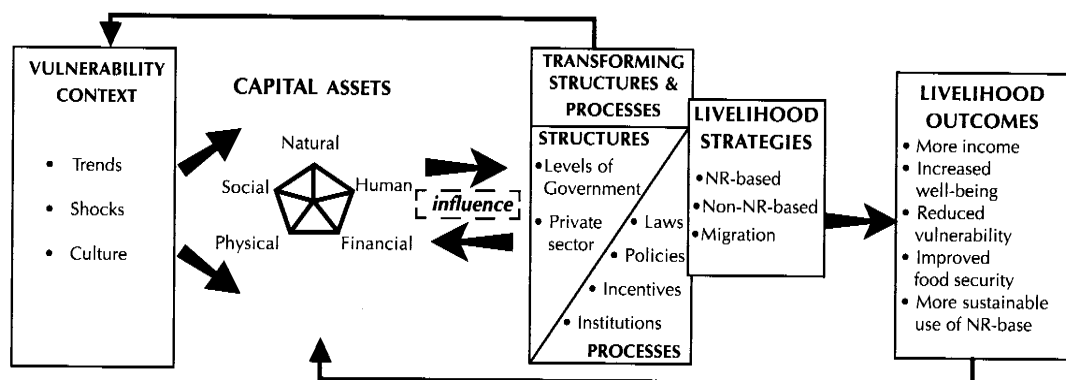 VULNERABILITY
CONTEXT
• Trends
• Shocks
• Culture
CAPITAL ASSETS
Natural
Social
Human
Physical
Financial
influence
TRANSFORMING
STRUCTURES &
PROCESSES
STRUCTURES
• Levels of
Government
• Private
sector
• Laws
• Policies
• Incentives
• Institutions
PROCESSES
LIVELIHOOD
STRATEGIES
• NR-based
• Non-NR-based
• Migration
LIVELIHOOD
OUTCOMES
• More income
• Increased
well-being
• Reduced
vulnerability
• Improved
food security
• More sustainable
use of NR-base